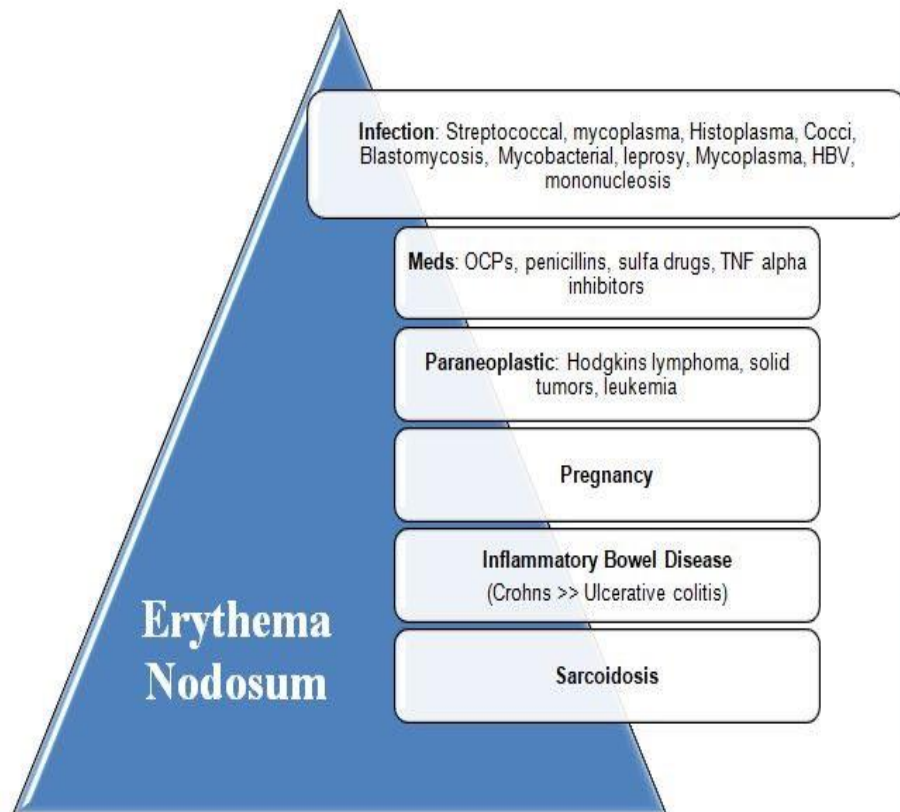 Infection: Streptococcal, mycoplasma, Histoplasma, Cocci,
Blastomycosis, Mycobacterial, leprosy, Mycoplasma, HBV,
mononucleosis
Meds: OCPs, penicillins, sulfa drugs, TNF alpha
inhibitors
Paraneoplastic: Hodgkins lymphoma, solid
tumors, leukemia
Pregnancy
Inflammatory Bowel Disease
(Crohns >> Ulcerative colitis)
Sarcoidosis
Erythema
Nodosum